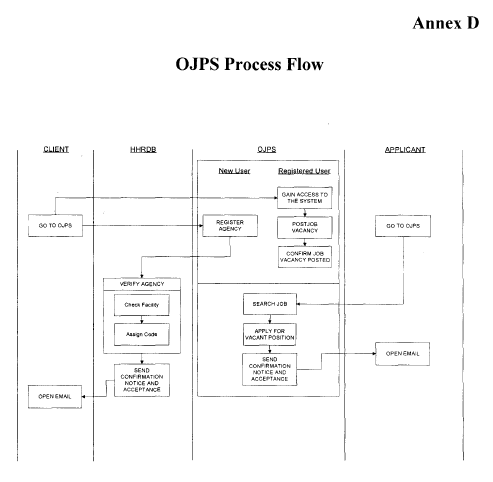 Annex D
OJPS Process Flow
CLIENT
HHRDB
OJPS
APPLICANT
New User
Registered User
GAIN ACCESS TO
THE SYSTEM
GO TO OJPS
REGISTER
AGENCY
POSTJOB
VACANCY
GO TO OJPS
CONFIRM JOB
VACANCY POSTED
VERIFY AGENCY
Check Facility
Assign Code
SEARCH JOB
APPLY FOR
VACANT POSITION
SEND
CONFIRMATION
NOTICE AND
ACCEPTANCE
OPEN EMAIL
SEND
CONFIRMATION
NOTICE AND
ACCEPTANCE
OPEN EMAIL